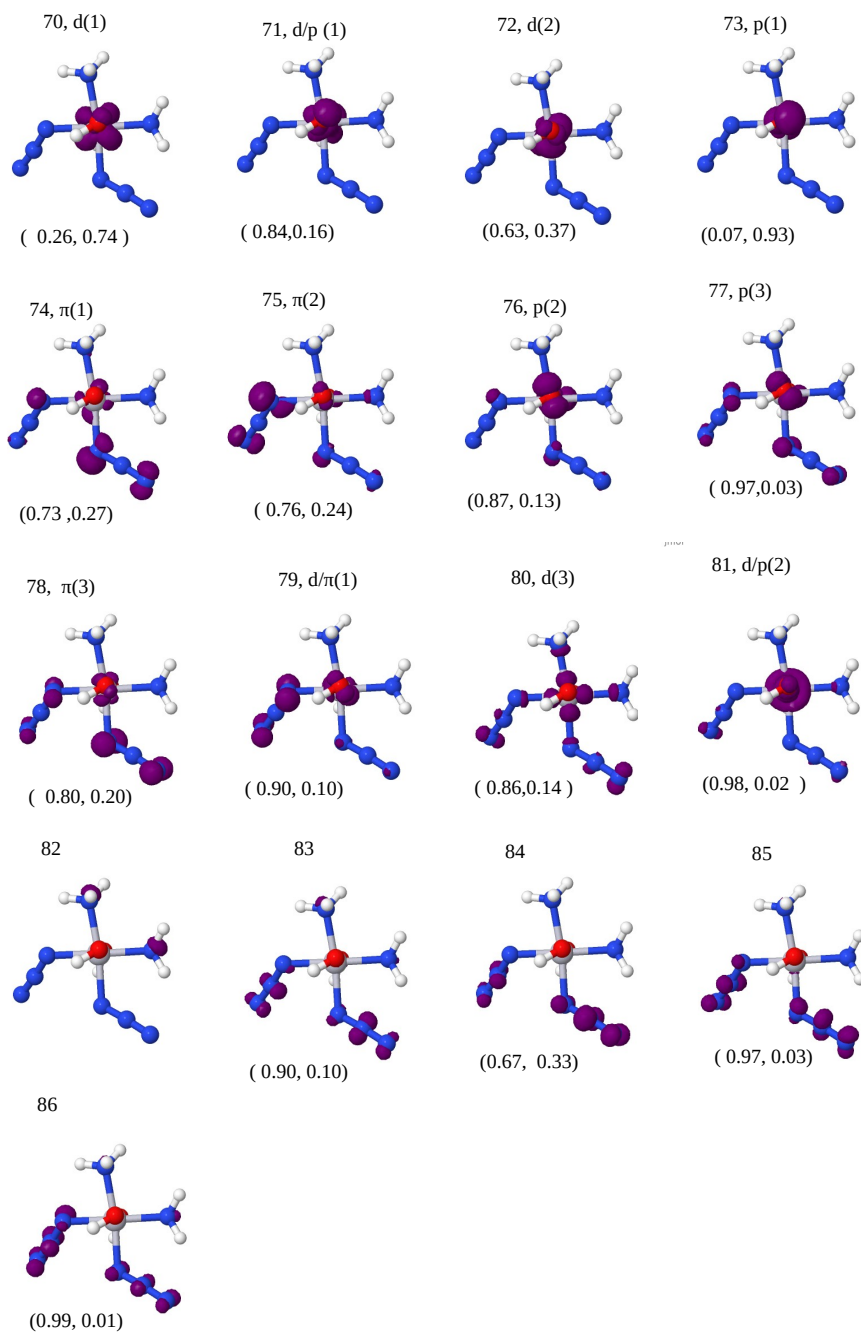 70, d(1)
71, d/p (1)
72, d(2)
73, p(1)
( 0.26, 0.74 )
( 0.84,0.16)
(0.63, 0.37)
(0.07, 0.93)
74, π(1)
75, π(2)
76, p(2)
77, p(3)
(0.73 ,0.27)
( 0.76, 0.24)
(0.87, 0.13)
( 0.97,0.03)
78, π(3)
79, d/π(1)
80, d(3)
81, d/p(2)
( 0.80, 0.20)
(0.90, 0.10)
( 0.86,0.14 )
(0.98, 0.02 )
82
83
84
85
( 0.90, 0.10)
(0.67, 0.33)
( 0.97, 0.03)
86
(0.99, 0.01)